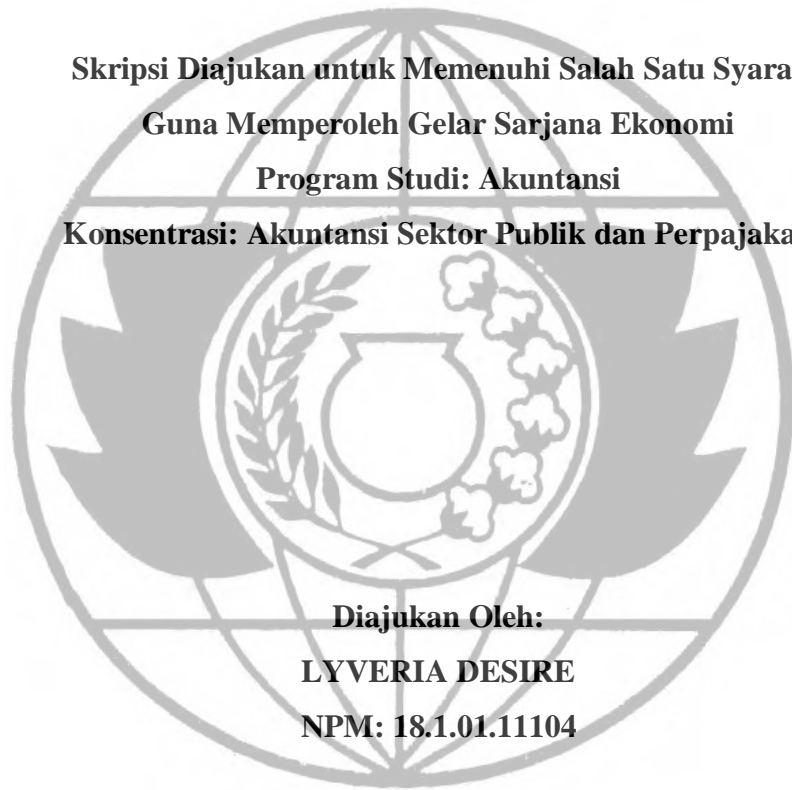 Skripsi Diajukan untuk Memenuhi Salah Satu Syara
Guna Memperoleh Gelar Sarjana Ekonomi
Program Studi: Akuntansi
Konsentrasi: Akuntansi Sektor Publik dan Perpajaka
Diajukan Oleh:
LYVERIA DESIRE
NPM: 18.1.01.11104